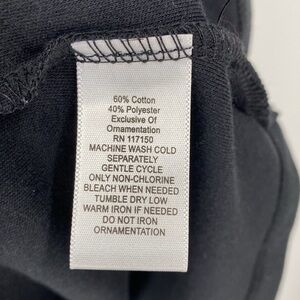 60% Cotton
40% Polyester
Exclusive Of
Ornamentation
RN 117150
MACHINE WASH COLD
SEPARATELY
GENTLE CYCLE
ONLY NON-CHLORINE
BLEACH WHEN NEEDED
TUMBLE DRY LOW
WARM IRON IF NEEDED
DO NOT IRON
ORNAMENTATION